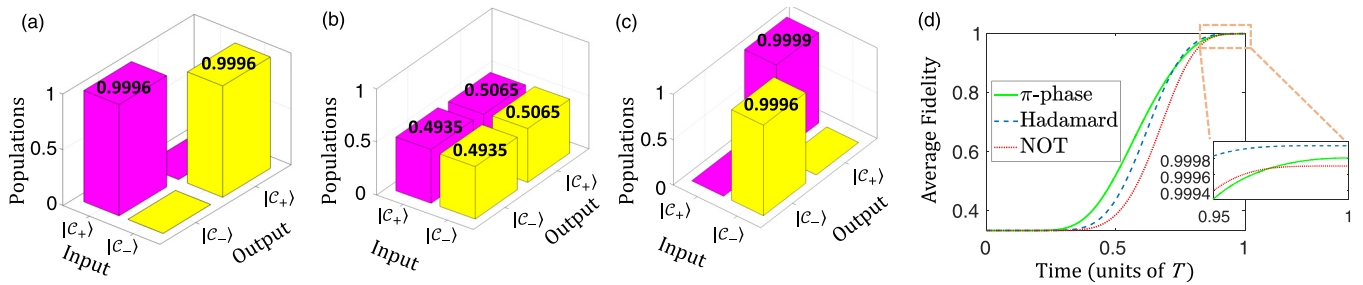 (a)
Populations
1
0.5
0
0.9996
0.9996
|𝒞₊⟩
|𝒞₋⟩
Input
|𝒞₋⟩
|𝒞₊⟩
Output
(b)
Populations
1
0.5
0
0.5065
0.4935
0.5065
0.4935
|𝒞₊⟩
|𝒞₋⟩
Input
|𝒞₋⟩
|𝒞₊⟩
Output
(c)
Populations
1
0.5
0
0.9999
0.9996
|𝒞₊⟩
|𝒞₋⟩
Input
|𝒞₋⟩
|𝒞₊⟩
Output
(d)
Average Fidelity
1
0.8
0.6
0.4
π-phase
Hadamard
NOT
0.9998
0.9996
0.9994
0.95
1
0
0.5
1
Time (units of T)